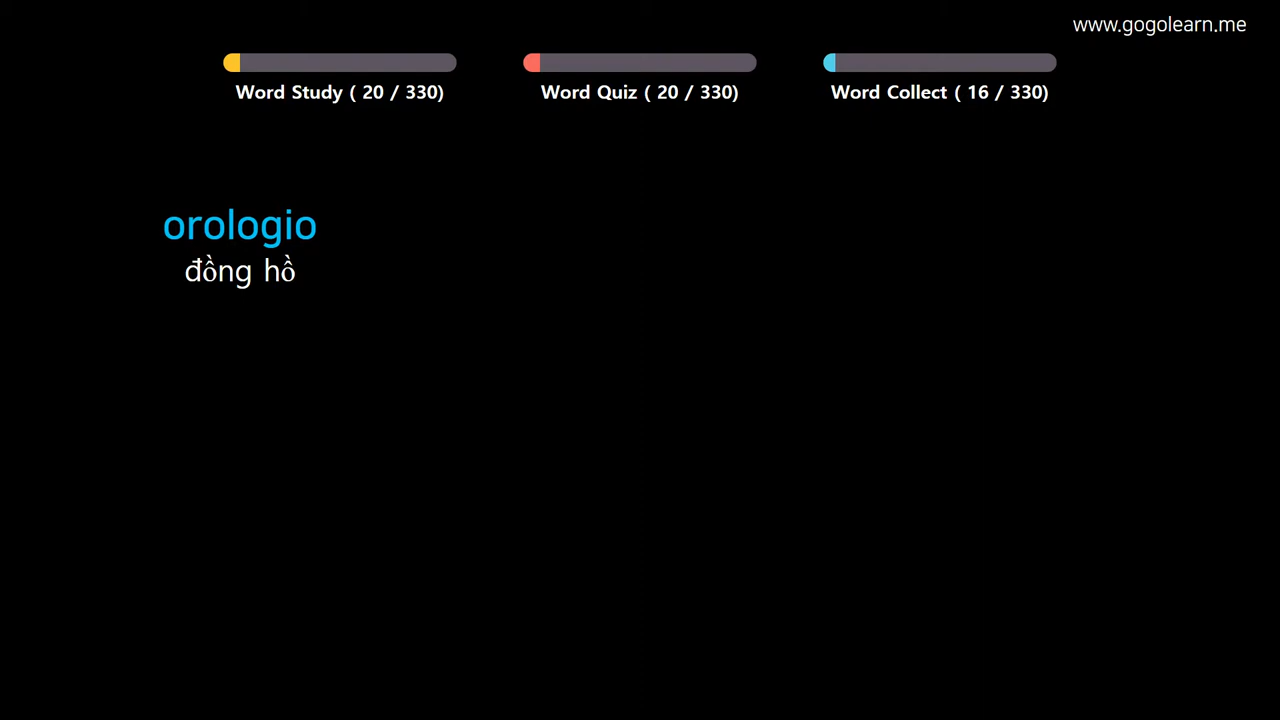 www.gogolearn.me
Word Study ( 20 / 330)
Word Quiz ( 20 / 330)
Word Collect ( 16 / 330)
orologio
đồng hồ